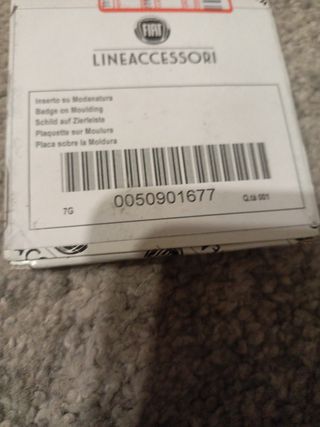 FIAT
LINEACCESSORI
Inserto su Modanatura
Badge on Moulding
Schild auf Zierleiste
Plaquette sur Moulure
Placa sobre la Moldura
7G
0050901677
Q.tà 001